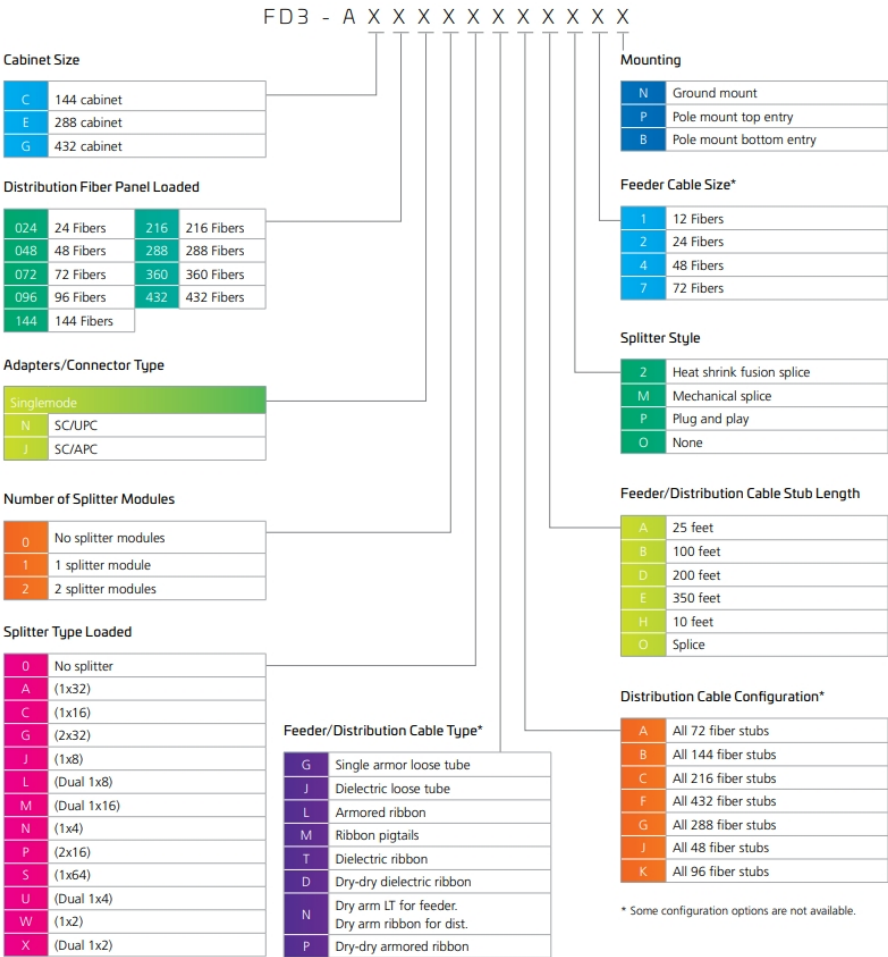 FD3 - A X X X X X X X X X X X
Cabinet Size
C 144 cabinet
E 288 cabinet
G 432 cabinet
Distribution Fiber Panel Loaded
024 24 Fibers 216 216 Fibers
048 48 Fibers 288 288 Fibers
072 72 Fibers 360 360 Fibers
096 96 Fibers 432 432 Fibers
144 144 Fibers
Adapters/Connector Type
Singlemode
N SC/UPC
J SC/APC
Number of Splitter Modules
0 No splitter modules
1 1 splitter module
2 2 splitter modules
Splitter Type Loaded
0 No splitter
A (1x32)
C (1x16)
G (2x32)
J (1x8)
L (Dual 1x8)
M (Dual 1x16)
N (1x4)
P (2x16)
S (1x64)
U (Dual 1x4)
W (1x2)
X (Dual 1x2)
Feeder/Distribution Cable Type*
G Single armor loose tube
J Dielectric loose tube
L Armored ribbon
M Ribbon pigtails
T Dielectric ribbon
D Dry-dry dielectric ribbon
N Dry arm LT for feeder.
Dry arm ribbon for dist.
P Dry-dry armored ribbon
Mounting
N Ground mount
P Pole mount top entry
B Pole mount bottom entry
Feeder Cable Size*
1 12 Fibers
2 24 Fibers
4 48 Fibers
7 72 Fibers
Splitter Style
2 Heat shrink fusion splice
M Mechanical splice
P Plug and play
O None
Feeder/Distribution Cable Stub Length
A 25 feet
B 100 feet
D 200 feet
E 350 feet
H 10 feet
O Splice
Distribution Cable Configuration*
A All 72 fiber stubs
B All 144 fiber stubs
C All 216 fiber stubs
F All 432 fiber stubs
G All 288 fiber stubs
J All 48 fiber stubs
K All 96 fiber stubs
* Some configuration options are not available.